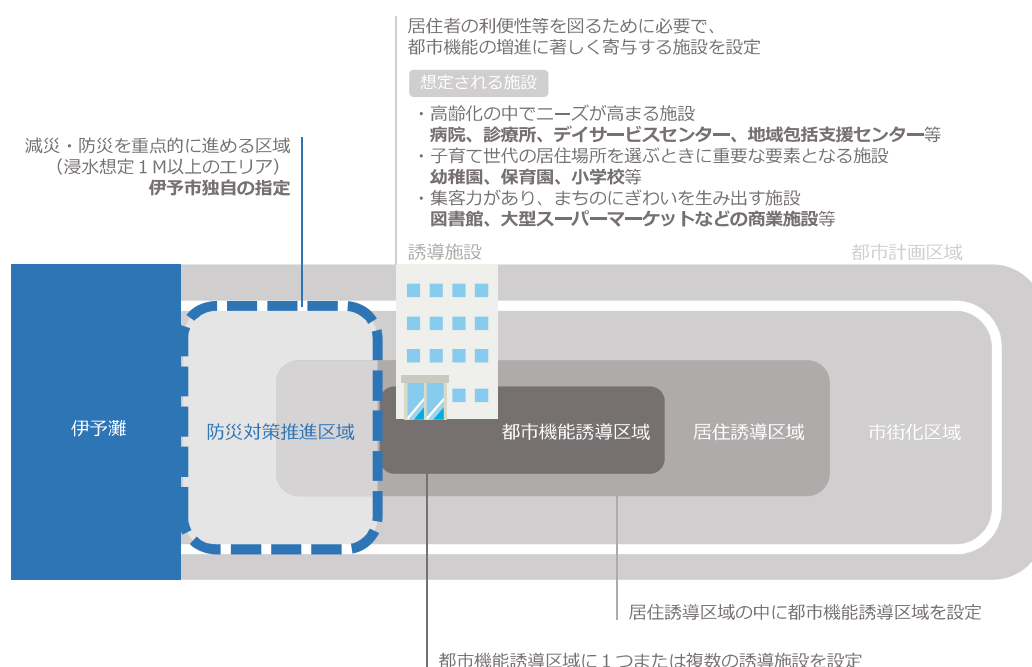 居住者の利便性等を図るために必要で、
都市機能の増進に著しく寄与する施設を設定
想定される施設
・高齢化の中でニーズが高まる施設
病院、診療所、デイサービスセンター、地域包括支援センター等
・子育て世代の居住場所を選ぶときに重要な要素となる施設
幼稚園、保育園、小学校等
・集客力があり、まちのにぎわいを生み出す施設
図書館、大型スーパーマーケットなどの商業施設等
減災・防災を重点的に進める区域
（浸水想定１Ｍ以上のエリア）
伊予市独自の指定
誘導施設
都市計画区域
伊予灘
防災対策推進区域
都市機能誘導区域
居住誘導区域
市街化区域
居住誘導区域の中に都市機能誘導区域を設定
都市機能誘導区域に１つまたは複数の誘導施設を設定